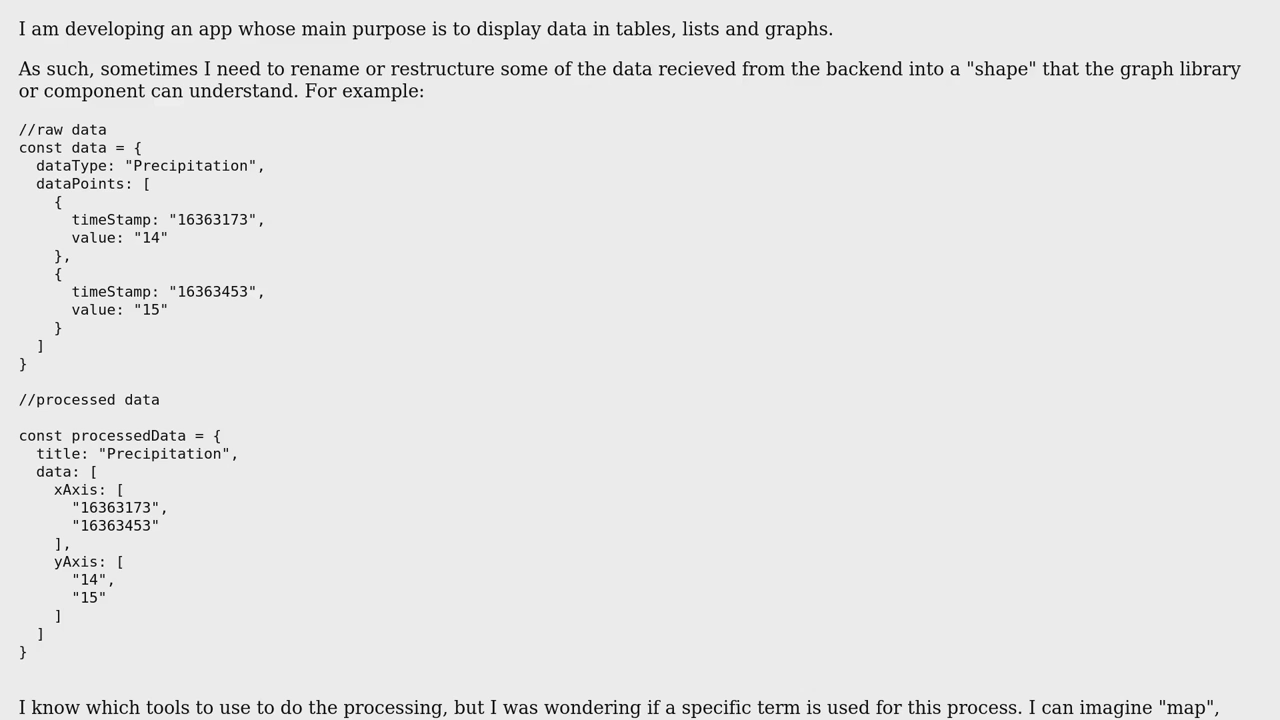 I am developing an app whose main purpose is to display data in tables, lists and graphs.
As such, sometimes I need to rename or restructure some of the data recieved from the backend into a "shape" that the graph library
or component can understand. For example:
//raw data
const data = {
  dataType: "Precipitation",
  dataPoints: [
    {
      timeStamp: "16363173",
      value: "14"
    },
    {
      timeStamp: "16363453",
      value: "15"
    }
  ]
}
//processed data
const processedData = {
  title: "Precipitation",
  data: [
    xAxis: [
      "16363173",
      "16363453"
    ],
    yAxis: [
      "14",
      "15"
    ]
  ]
}
I know which tools to use to do the processing, but I was wondering if a specific term is used for this process. I can imagine "map",